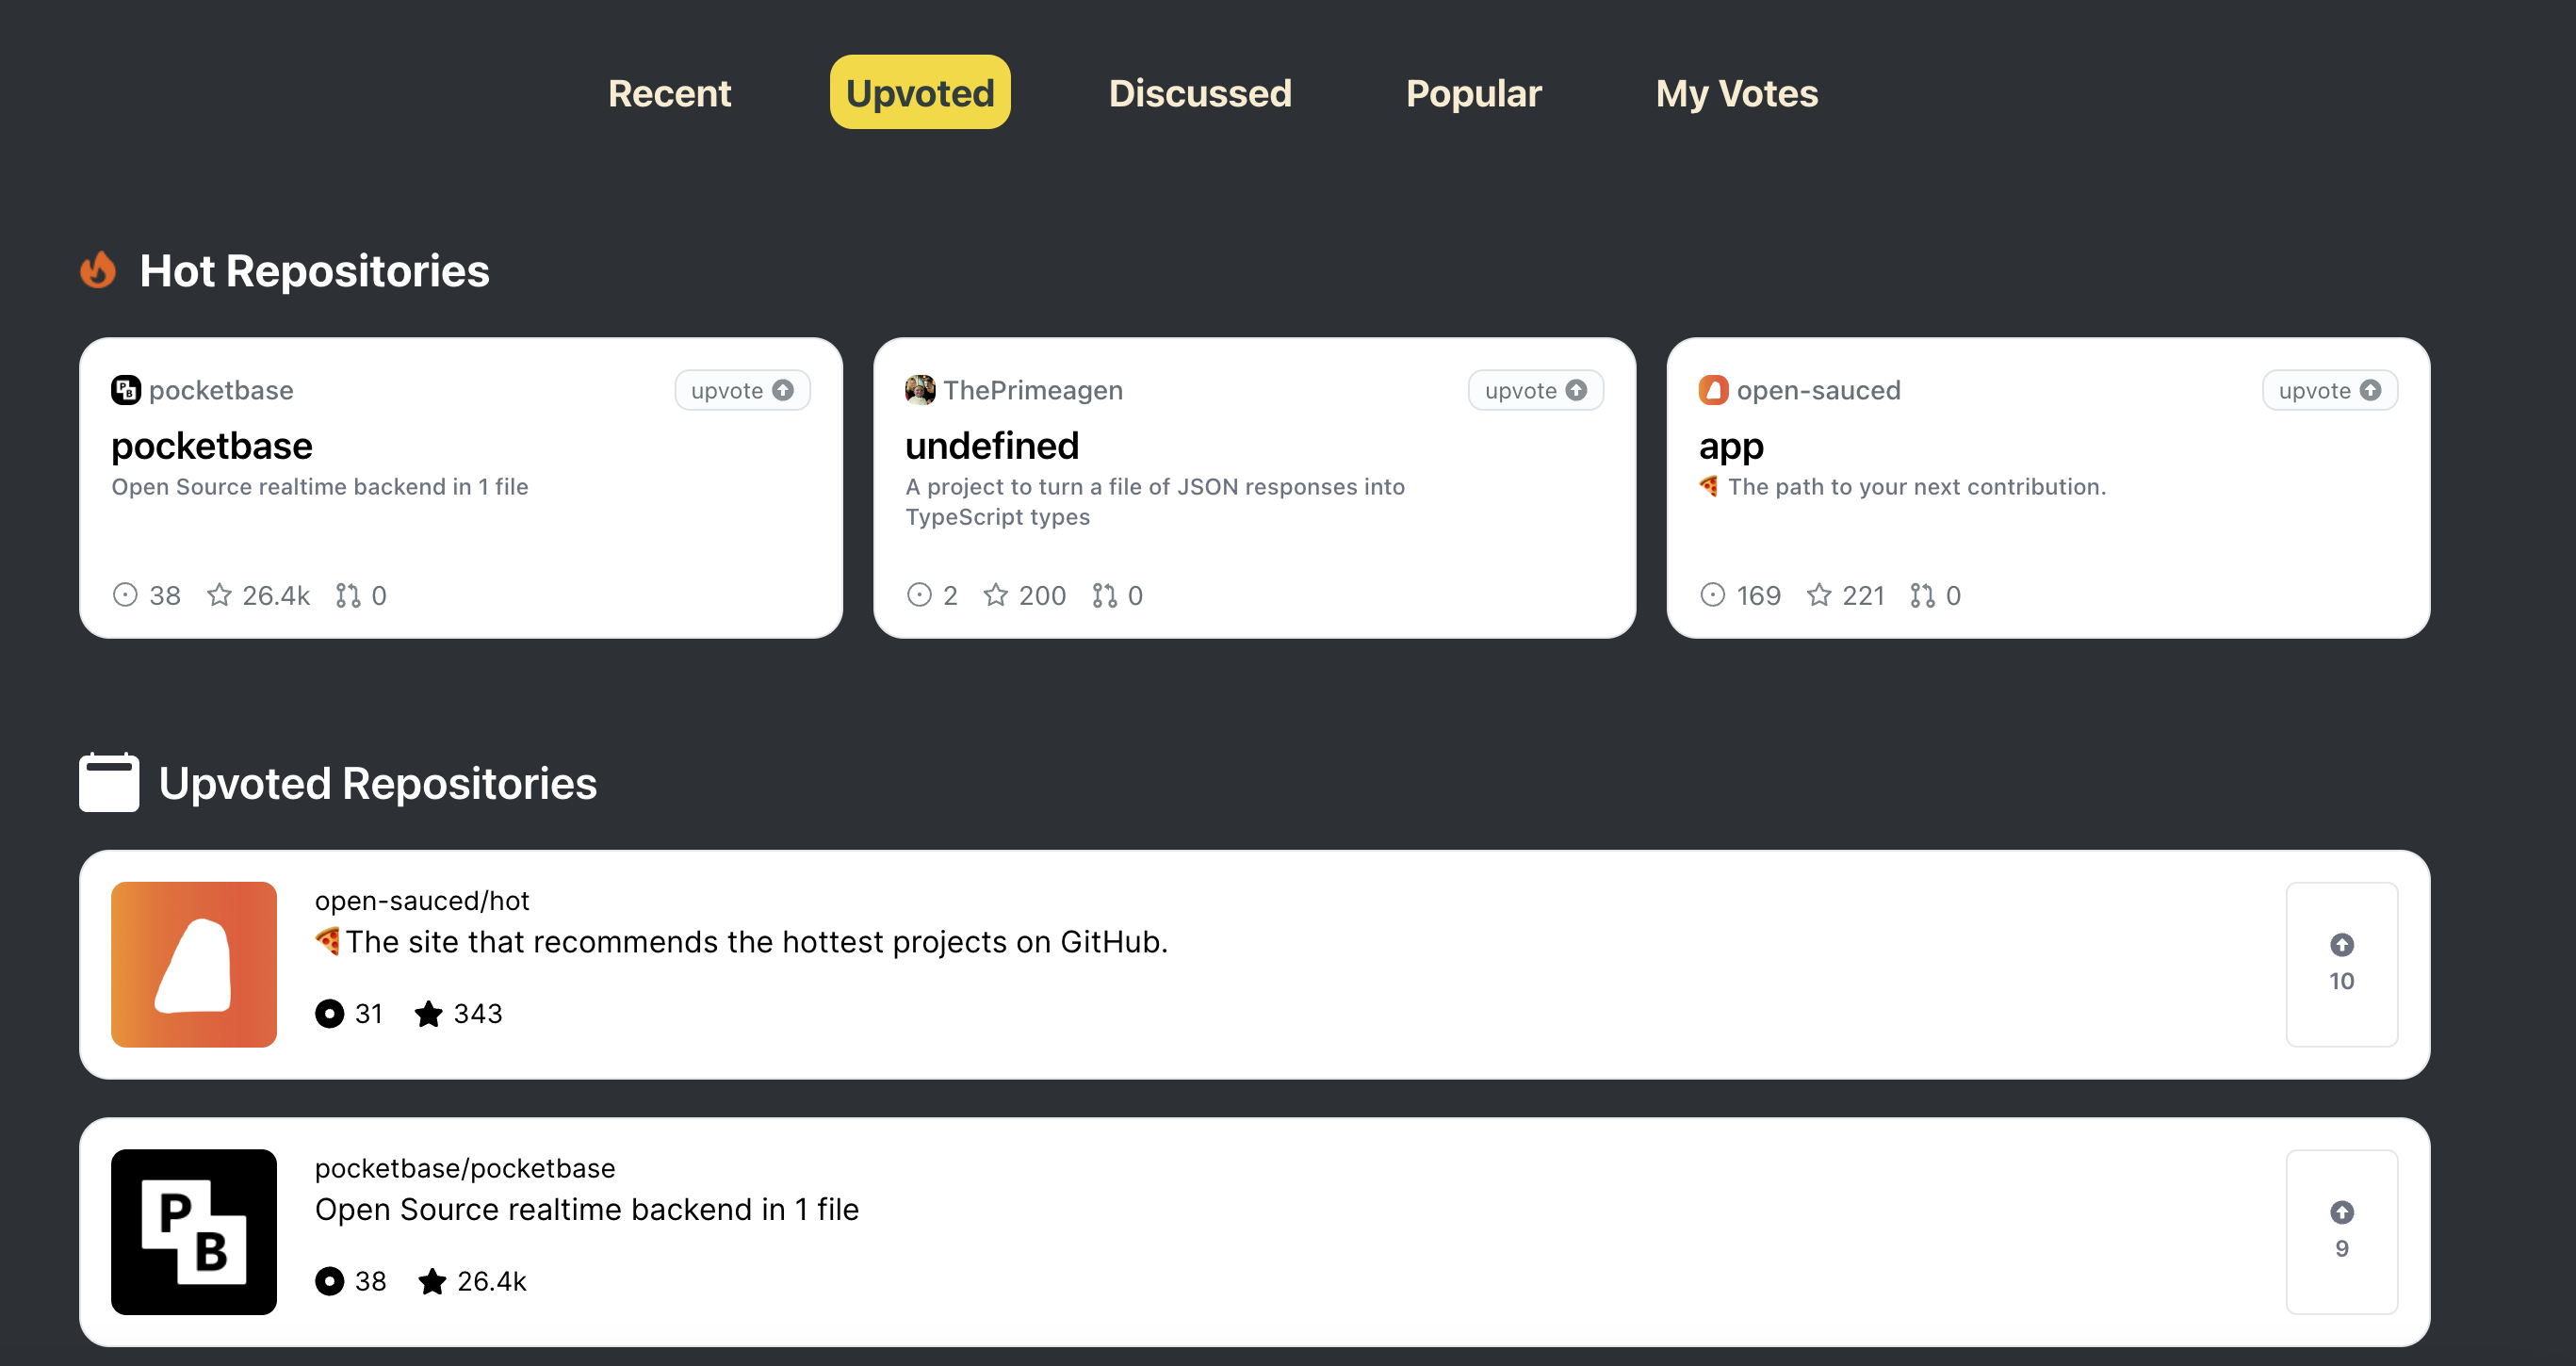 Recent Upvoted Discussed Popular My Votes
Hot Repositories
pocketbase upvote
pocketbase
Open Source realtime backend in 1 file
38 26.4k 0
ThePrimeagen upvote
undefined
A project to turn a file of JSON responses into
TypeScript types
2 200 0
open-sauced upvote
app
🍕 The path to your next contribution.
169 221 0
Upvoted Repositories
open-sauced/hot
🍕The site that recommends the hottest projects on GitHub.
31 343
10
P
B
pocketbase/pocketbase
Open Source realtime backend in 1 file
38 26.4k
9